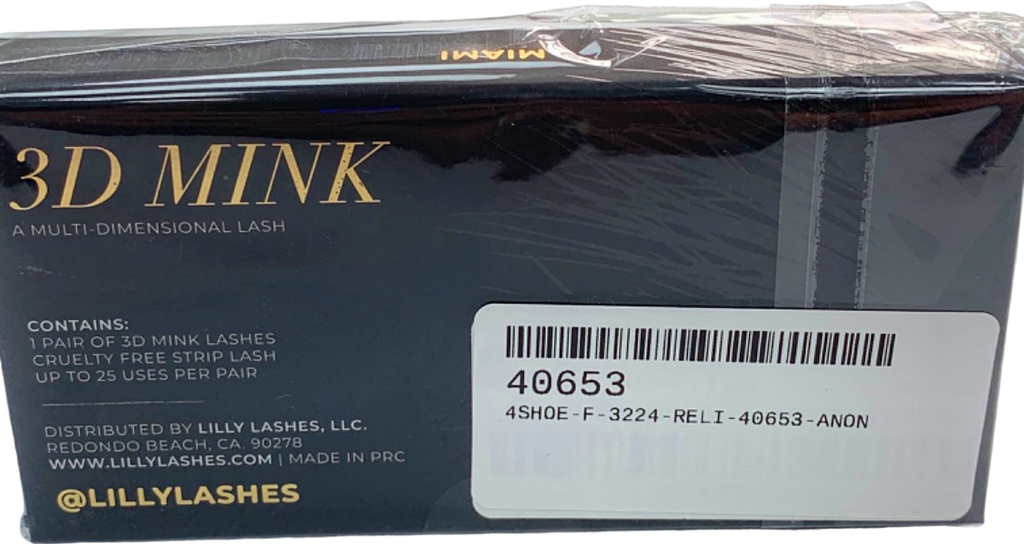 MIAMI
3D MINK
A MULTI-DIMENSIONAL LASH
CONTAINS:
1 PAIR OF 3D MINK LASHES
CRUELTY FREE STRIP LASH
UP TO 25 USES PER PAIR
DISTRIBUTED BY LILLY LASHES, LLC.
REDONDO BEACH, CA. 90278
WWW.LILLYLASHES.COM | MADE IN PRC
@LILLYLASHES
40653
4SHOE-F-3224-RELI-40653-ANON